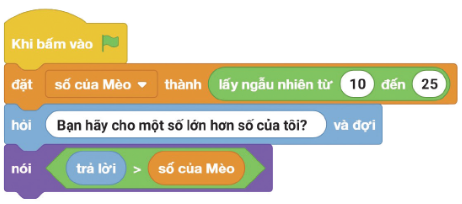 Khi bấm vào
đặt số của Mèo thành lấy ngẫu nhiên từ 10 đến 25
hỏi Bạn hãy cho một số lớn hơn số của tôi? và đợi
nói trả lời > số của Mèo